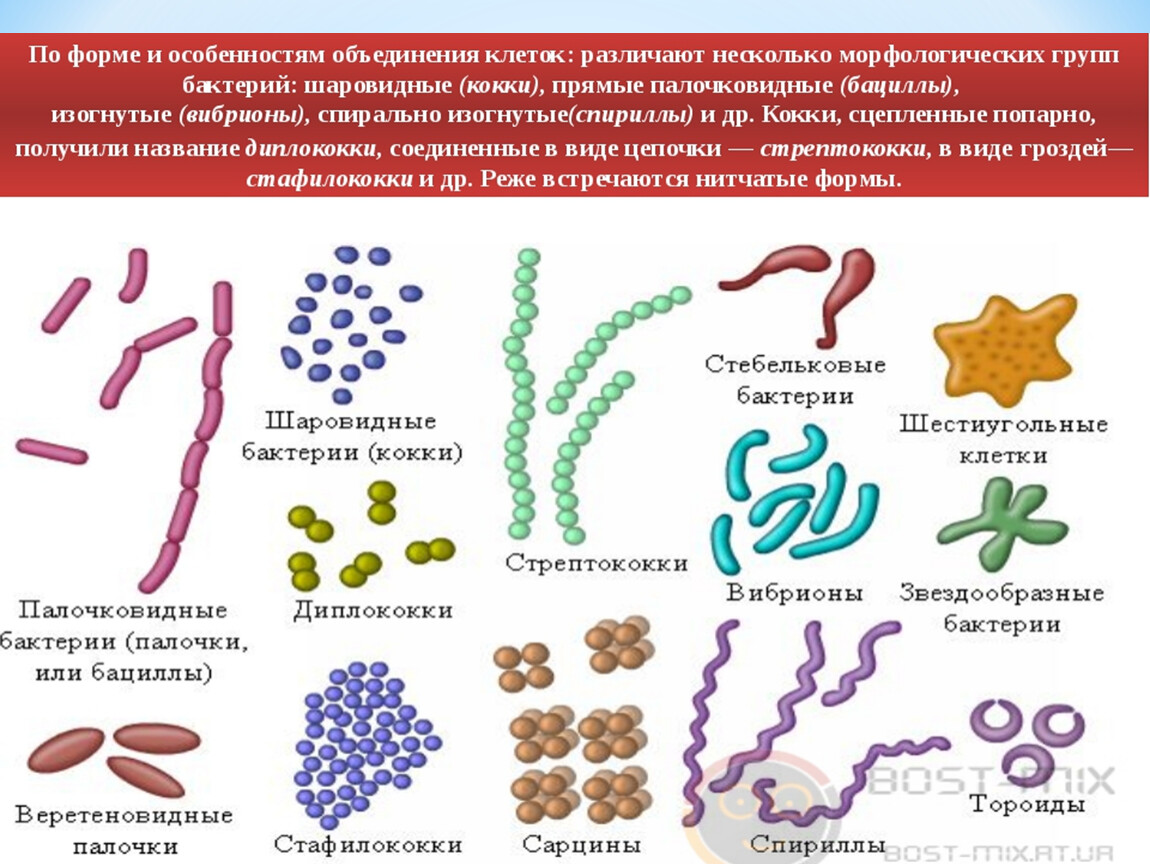 По форме и особенностям объединения клеток: различают несколько морфологических групп
бактерий: шаровидные (кокки), прямые палочковидные (бациллы),
изогнутые (вибрионы), спирально изогнутые(спириллы) и др. Кокки, сцепленные попарно,
получили название диплококки, соединенные в виде цепочки — стрептококки, в виде гроздей—
стафилококки и др. Реже встречаются нитчатые формы.
Палочковидные
бактерии (палочки,
или бациллы)
Шаровидные
бактерии (кокки)
Стрептококки
Стебельковые
бактерии
Шестиугольные
клетки
Диплококки
Вибрионы
Звездообразные
бактерии
Веретеновидные
палочки
Стафилококки
Сарцины
Спириллы
Тороиды
BOST-MIX
BOST-MIX.AT.UA